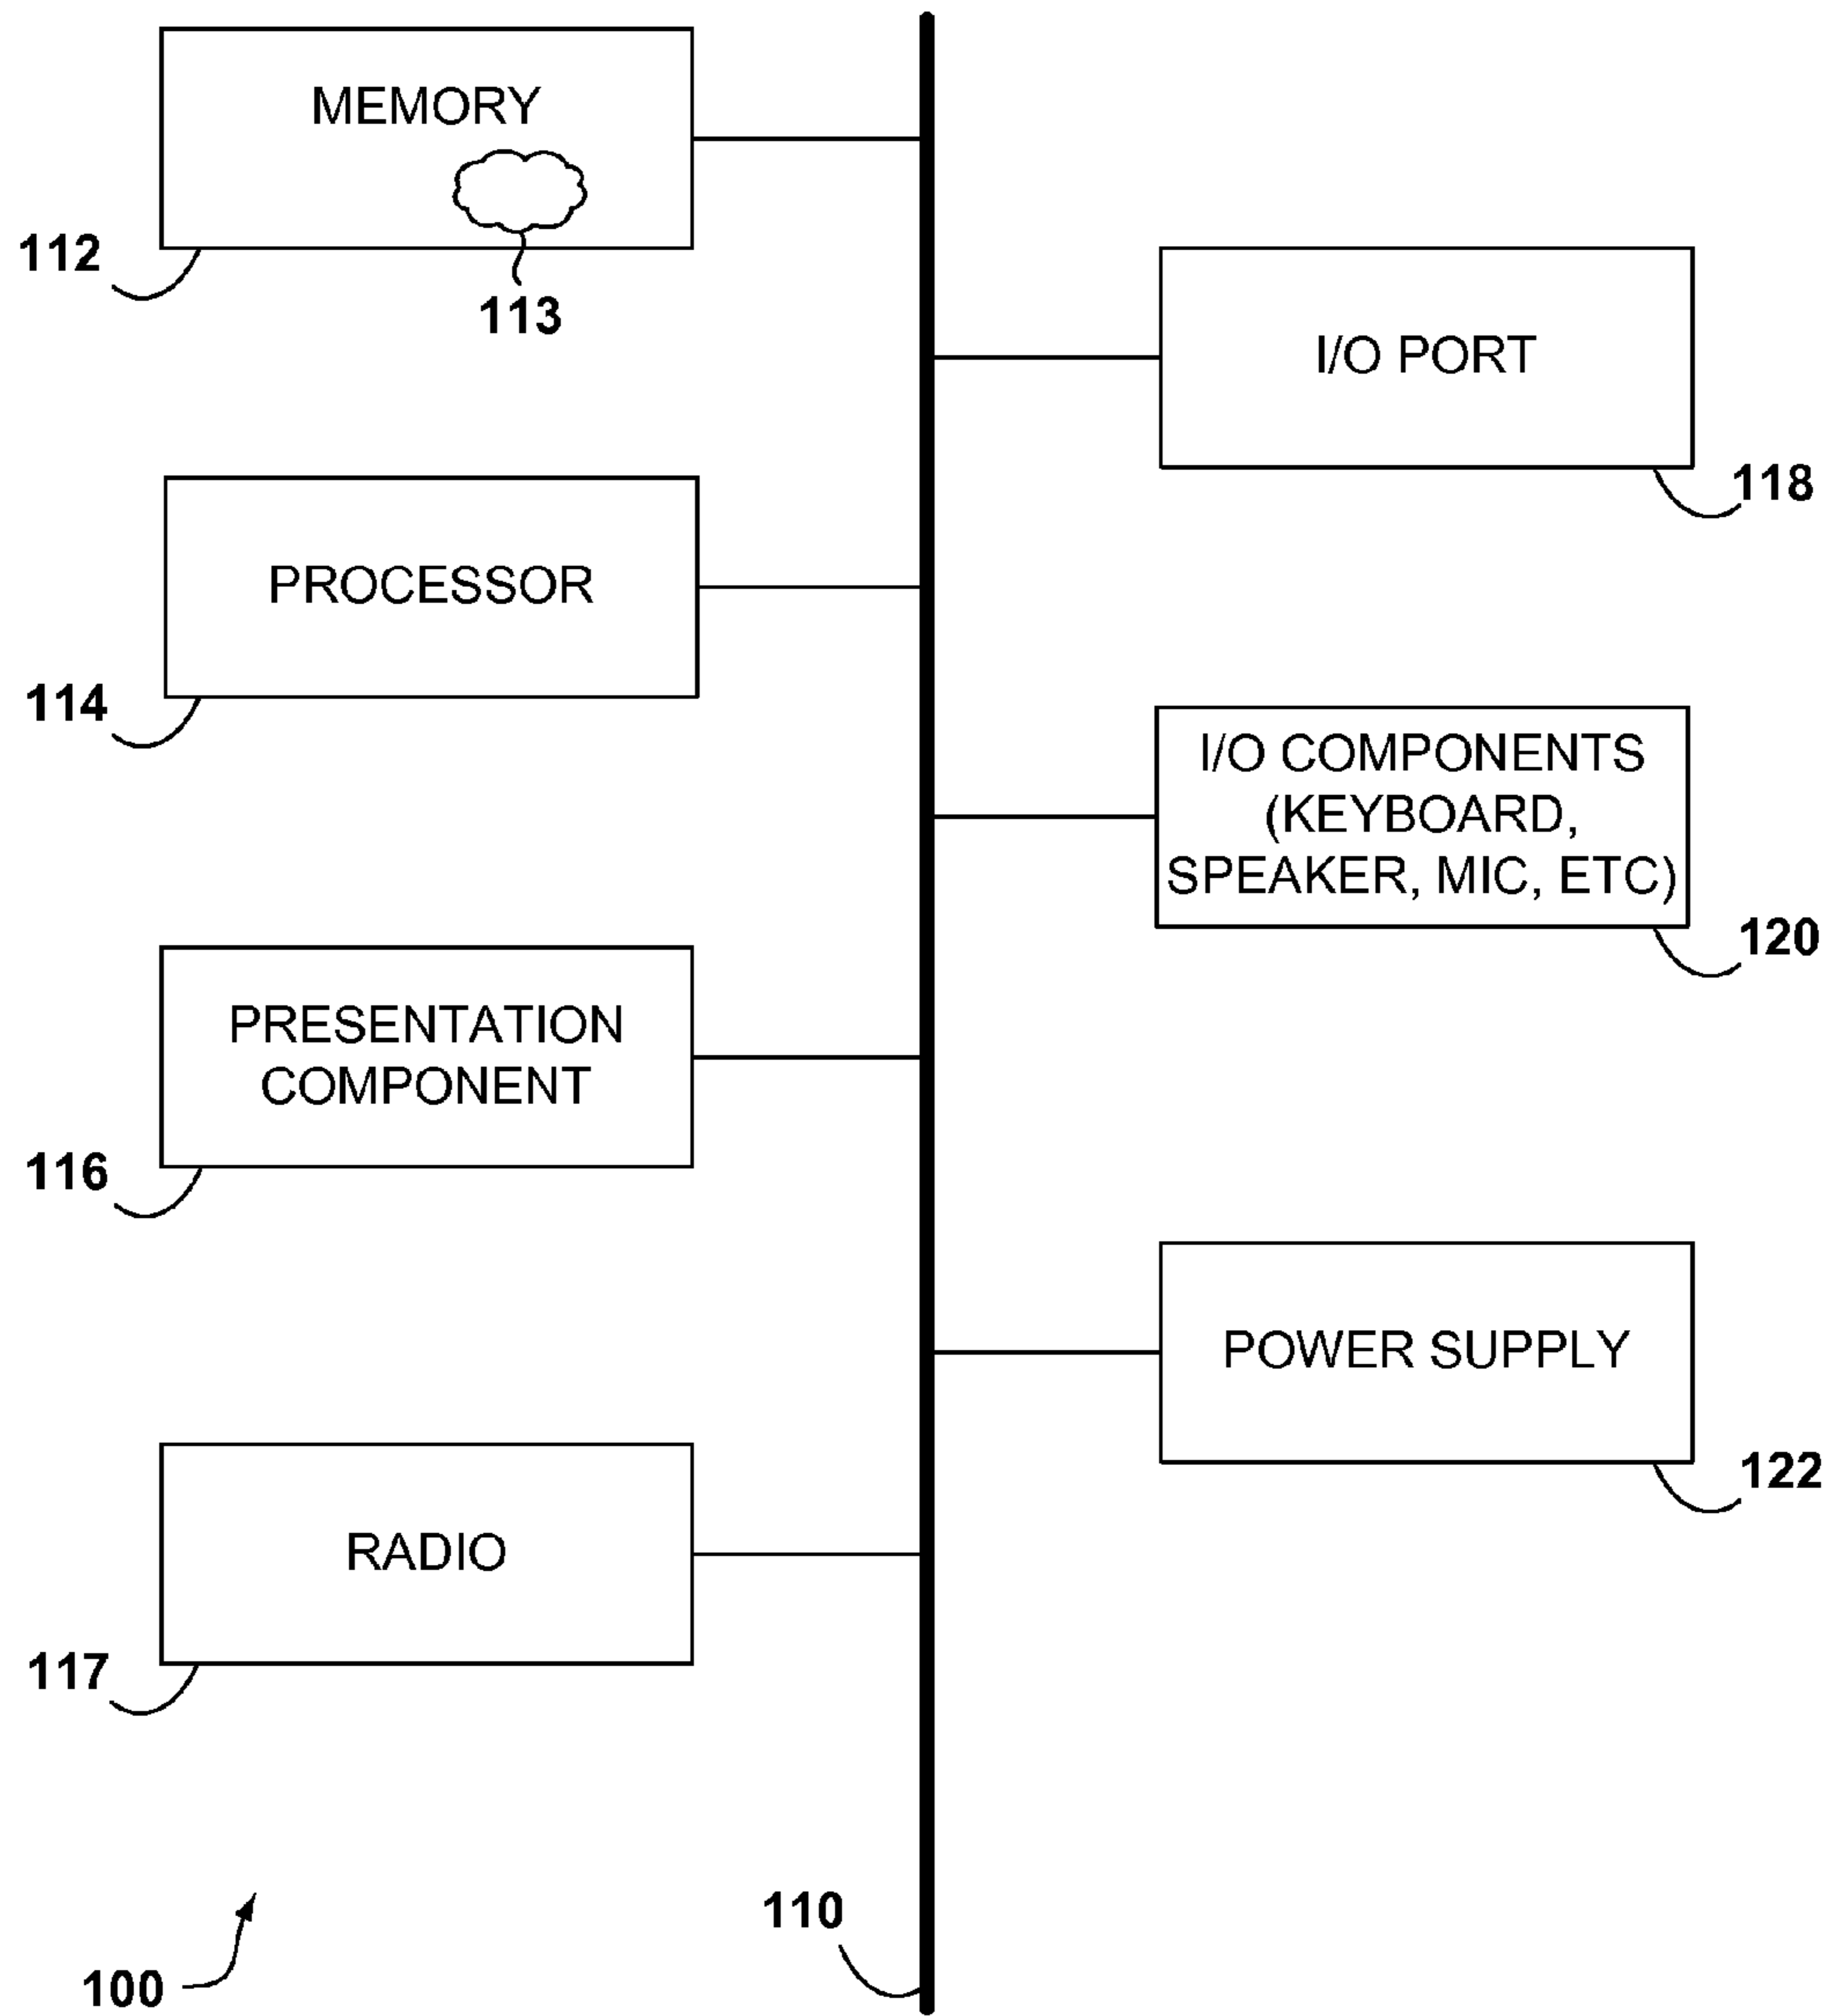 MEMORY
112
113
I/O PORT
118
PROCESSOR
114
I/O COMPONENTS
(KEYBOARD,
SPEAKER, MIC, ETC)
120
PRESENTATION
COMPONENT
116
POWER SUPPLY
122
RADIO
117
110
100